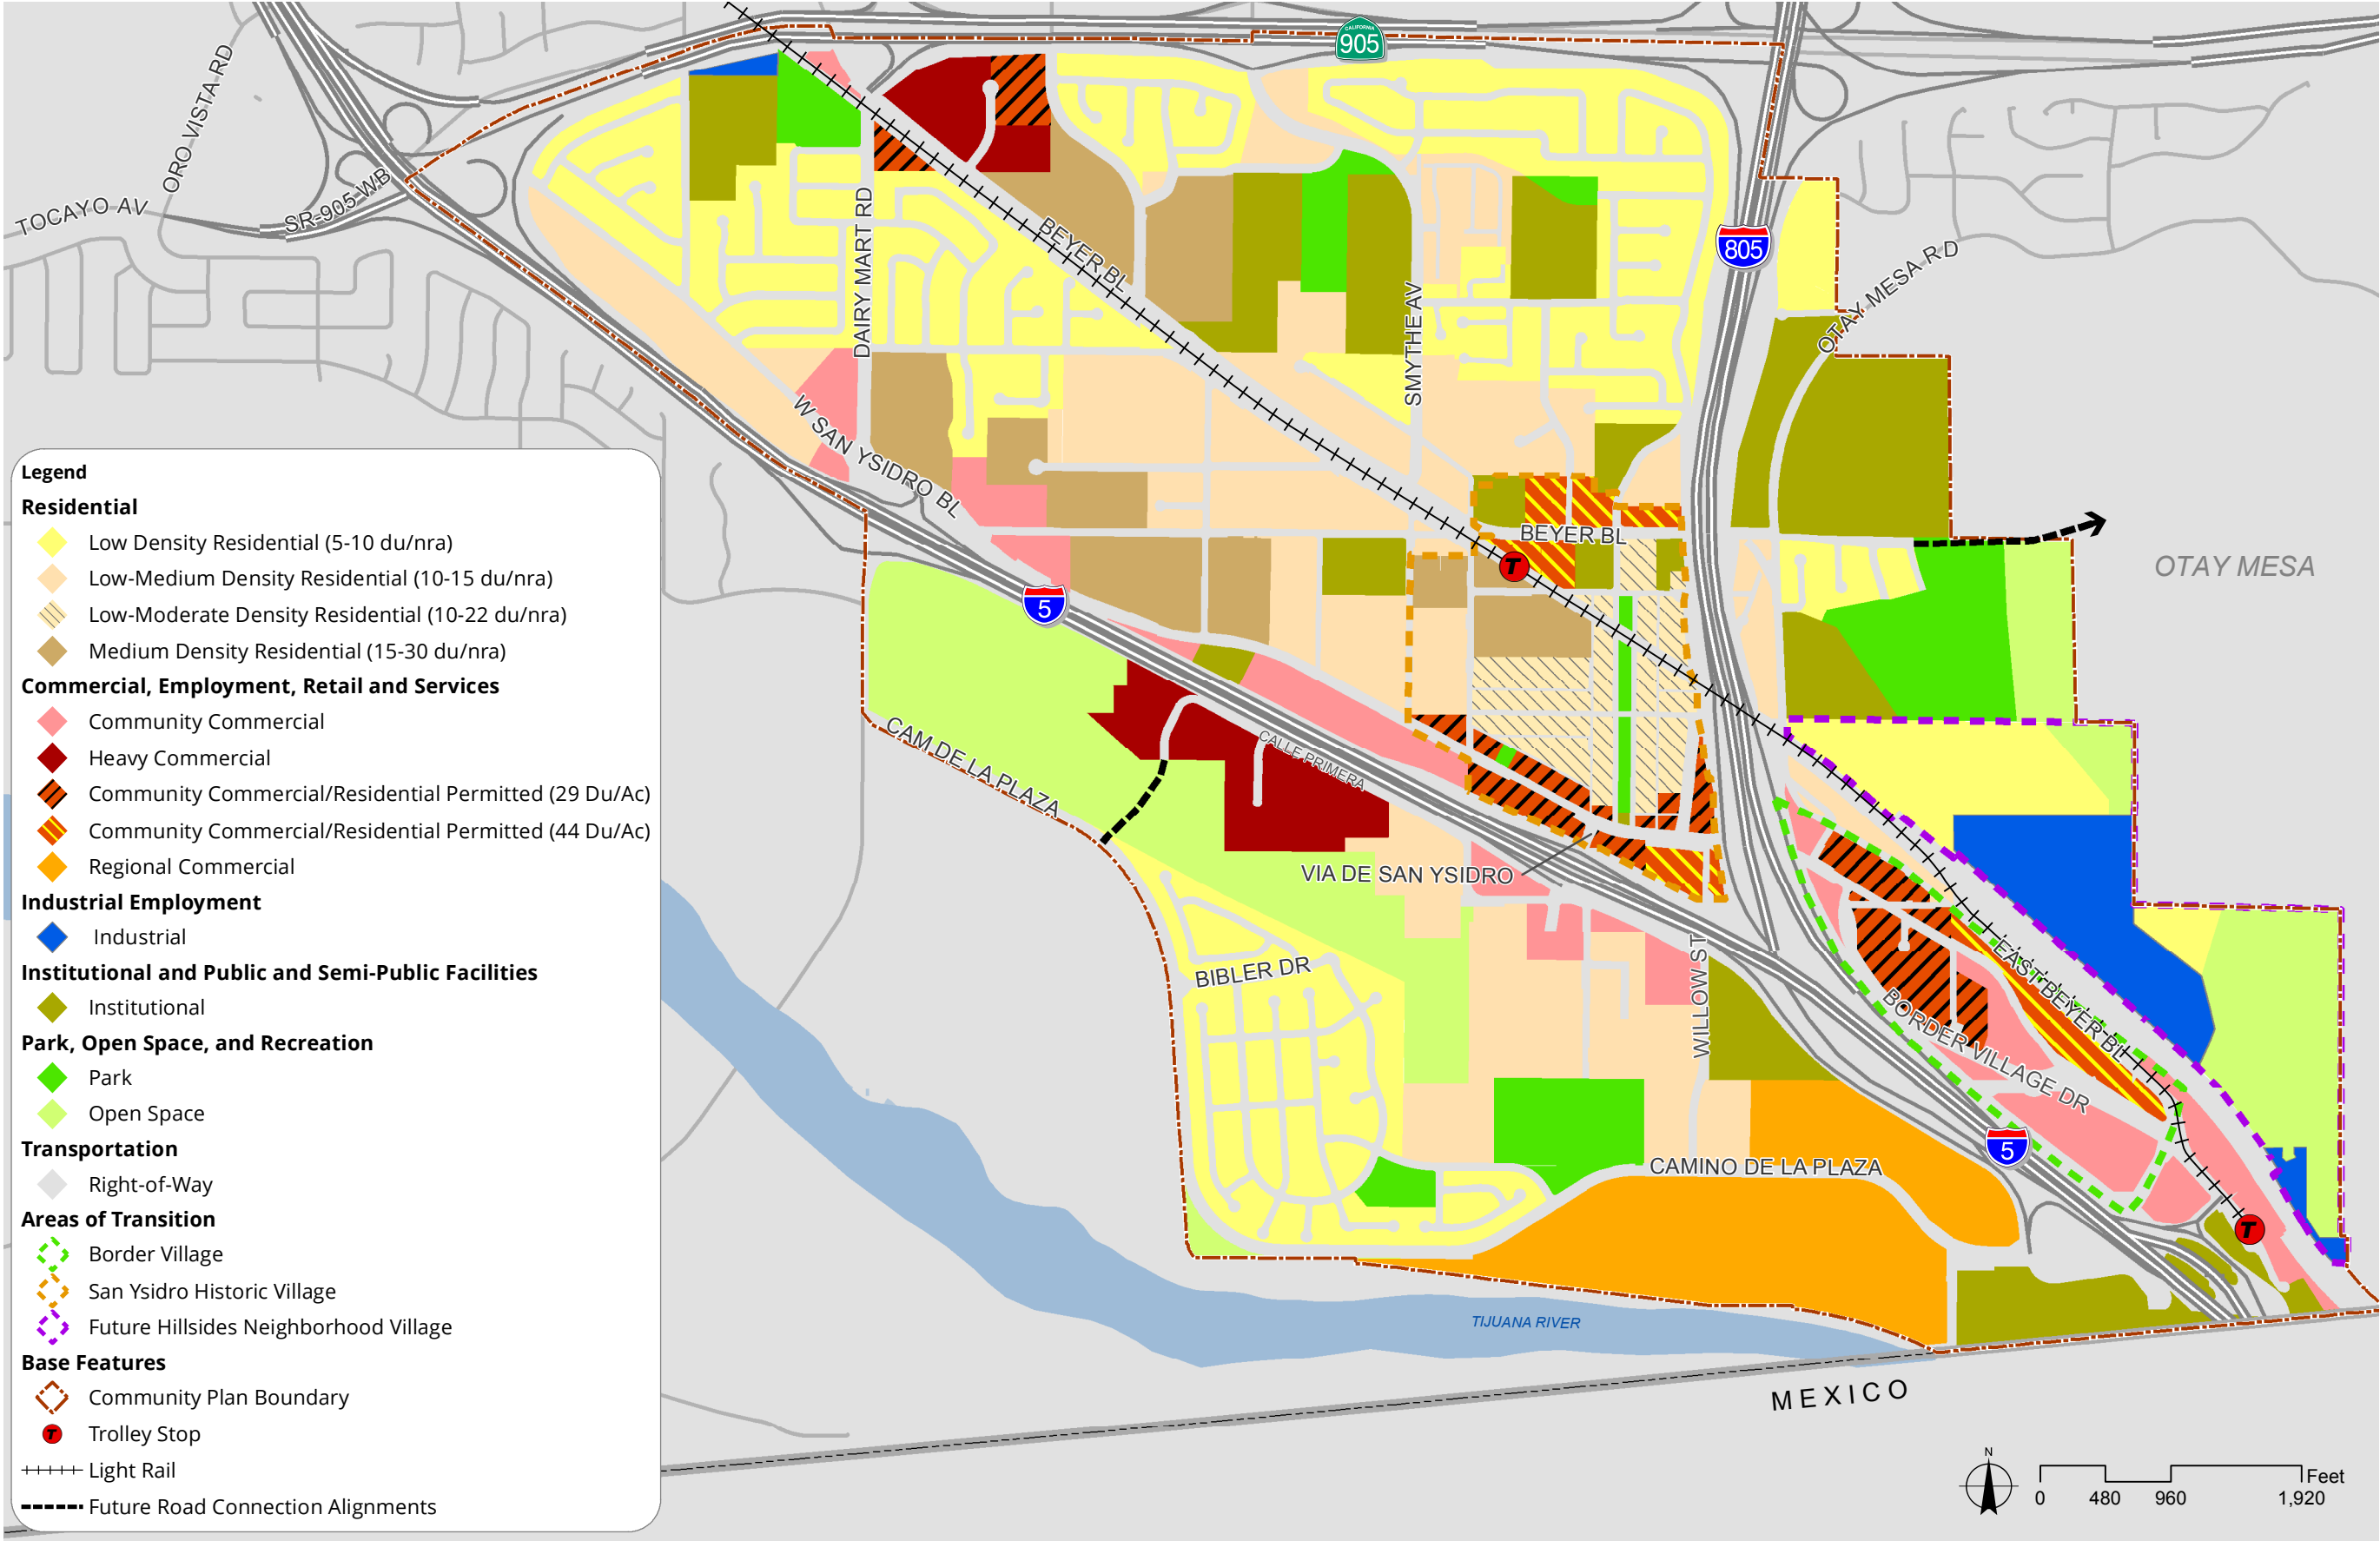 CALIFORNIA
905
ORO VISTA RD
TOCAYO AV
SR-905 WB
DAIRY MART RD
BEYER BL
SMYTHE AV
805
OTAY MESA RD
W SAN YSIDRO BL
BEYER BL
T
OTAY MESA
5
CAM DE LA PLAZA
CALLE PRIMERA
VIA DE SAN YSIDRO
BIBLER DR
WILLOW ST
EAST BEYER BL
BORDER VILLAGE DR
5
CAMINO DE LA PLAZA
T
TIJUANA RIVER
MEXICO
N
Feet
0 480 960 1,920
Legend
Residential
Low Density Residential (5-10 du/nra)
Low-Medium Density Residential (10-15 du/nra)
Low-Moderate Density Residential (10-22 du/nra)
Medium Density Residential (15-30 du/nra)
Commercial, Employment, Retail and Services
Community Commercial
Heavy Commercial
Community Commercial/Residential Permitted (29 Du/Ac)
Community Commercial/Residential Permitted (44 Du/Ac)
Regional Commercial
Industrial Employment
Industrial
Institutional and Public and Semi-Public Facilities
Institutional
Park, Open Space, and Recreation
Park
Open Space
Transportation
Right-of-Way
Areas of Transition
Border Village
San Ysidro Historic Village
Future Hillsides Neighborhood Village
Base Features
Community Plan Boundary
T Trolley Stop
Light Rail
Future Road Connection Alignments